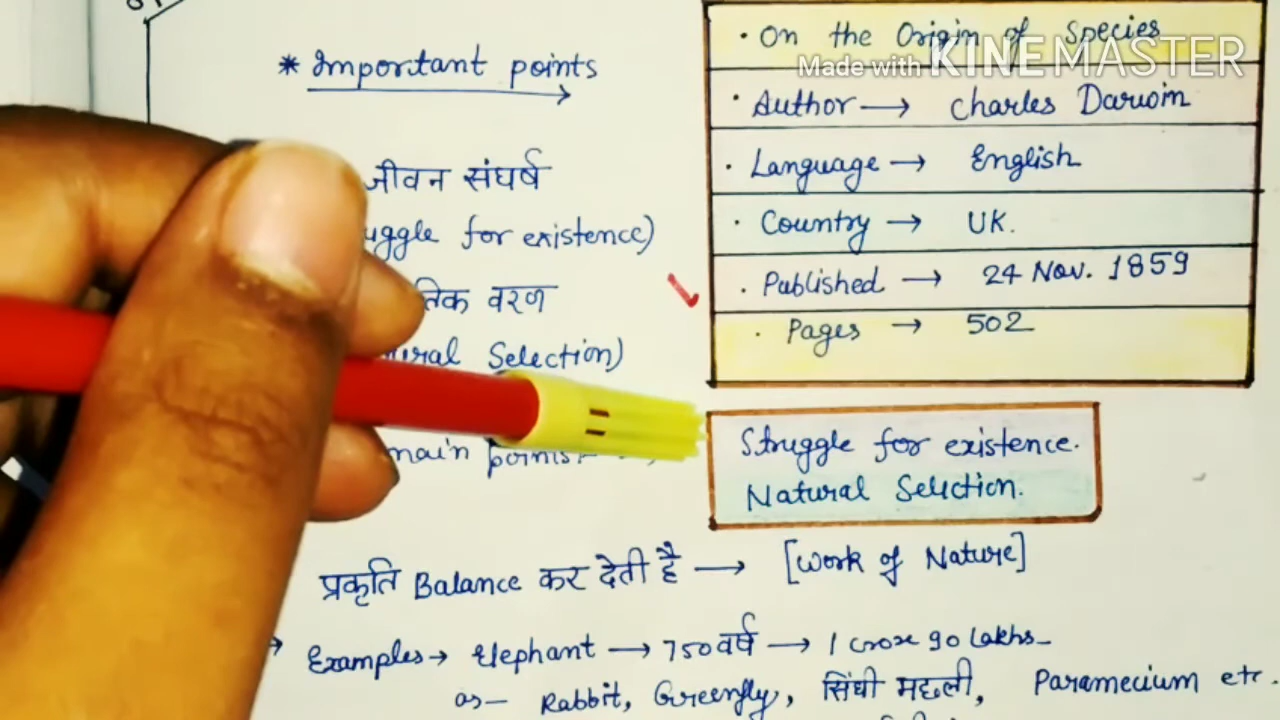 * Important points
जीवन संघर्ष
uggle for existence)
तिक वरण
ural Selection)
main points:-
• On the Origin of Species
Made with KINEMASTER
• Author → Charles Darwin
• Language → English
• Country → UK.
• Published → 24 Nov. 1859
• Pages → 502
Struggle for existence.
Natural Selection.
प्रकृति Balance कर देती है → [Work of Nature]
Examples → Elephant → 750 वर्ष → 1 crore 90 Lakhs-
as- Rabbit, Greenfly, सिंघी मछली, Paramecium etc.